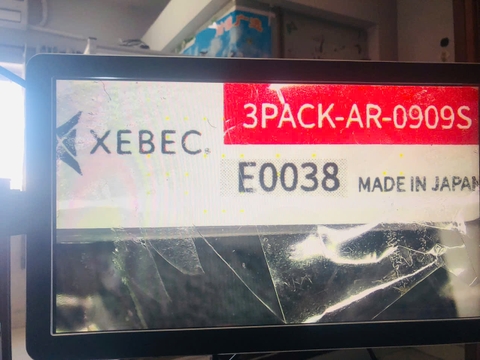 XEBEC
3PACK-AR-0909S
E0038 MADE IN JAPAN